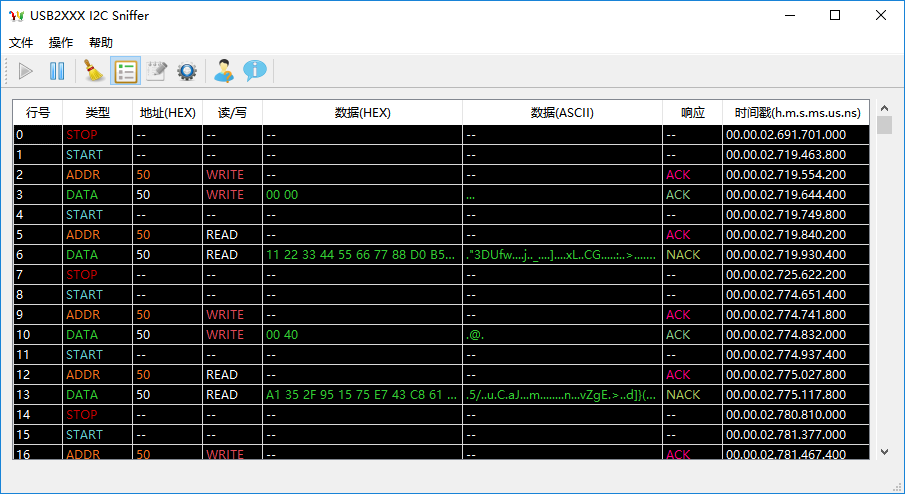 USB2XXX I2C Sniffer
文件 操作 帮助
行号 类型 地址(HEX) 读/写 数据(HEX) 数据(ASCII) 响应 时间戳(h.m.s.ms.us.ns)
0 STOP -- -- -- -- -- 00.00.02.691.701.000
1 START -- -- -- -- -- 00.00.02.719.463.800
2 ADDR 50 WRITE -- -- ACK 00.00.02.719.554.200
3 DATA 50 WRITE 00 00 ... ACK 00.00.02.719.644.400
4 START -- -- -- -- -- 00.00.02.719.749.800
5 ADDR 50 READ -- -- ACK 00.00.02.719.840.200
6 DATA 50 READ 11 22 33 44 55 66 77 88 D0 B5... ."3DUfw....j.._....]....xL..CG.....:..>....... NACK 00.00.02.719.930.400
7 STOP -- -- -- -- -- 00.00.02.725.622.200
8 START -- -- -- -- -- 00.00.02.774.651.400
9 ADDR 50 WRITE -- -- ACK 00.00.02.774.741.800
10 DATA 50 WRITE 00 40 .@. ACK 00.00.02.774.832.000
11 START -- -- -- -- -- 00.00.02.774.937.400
12 ADDR 50 READ -- -- ACK 00.00.02.775.027.800
13 DATA 50 READ A1 35 2F 95 15 75 E7 43 C8 61 ... .5/..u.C.aJ...m........n...vZgE.>..d]}(... NACK 00.00.02.775.117.800
14 STOP -- -- -- -- -- 00.00.02.780.810.000
15 START -- -- -- -- -- 00.00.02.781.377.000
16 ADDR 50 WRITE -- -- ACK 00.00.02.781.467.400